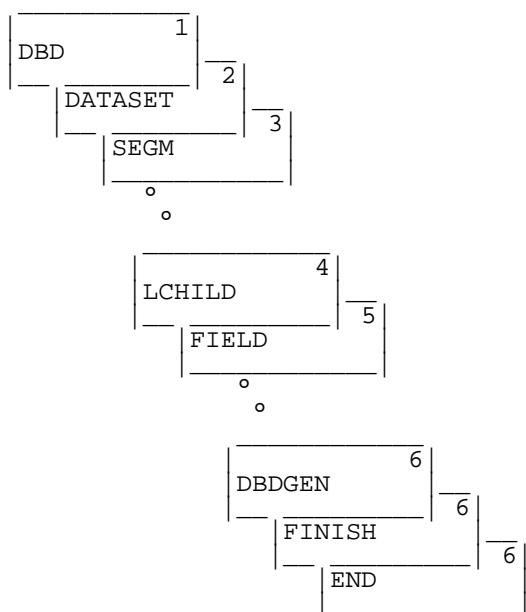 1
DBD
2
DATASET
3
SEGM
4
LCHILD
5
FIELD
6
DBDGEN
6
FINISH
6
END